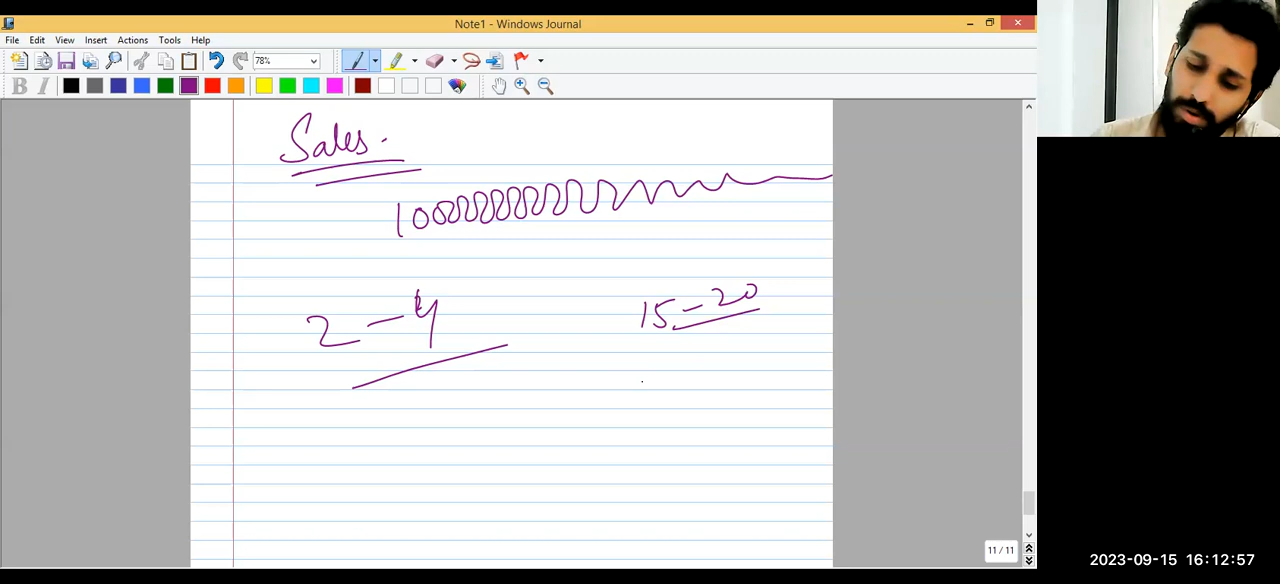 Note1 - Windows Journal
File Edit View Insert Actions Tools Help
78%
B I
Sales.
100
2 - 4
15 - 20
11 / 11
2023-09-15 16:12:57